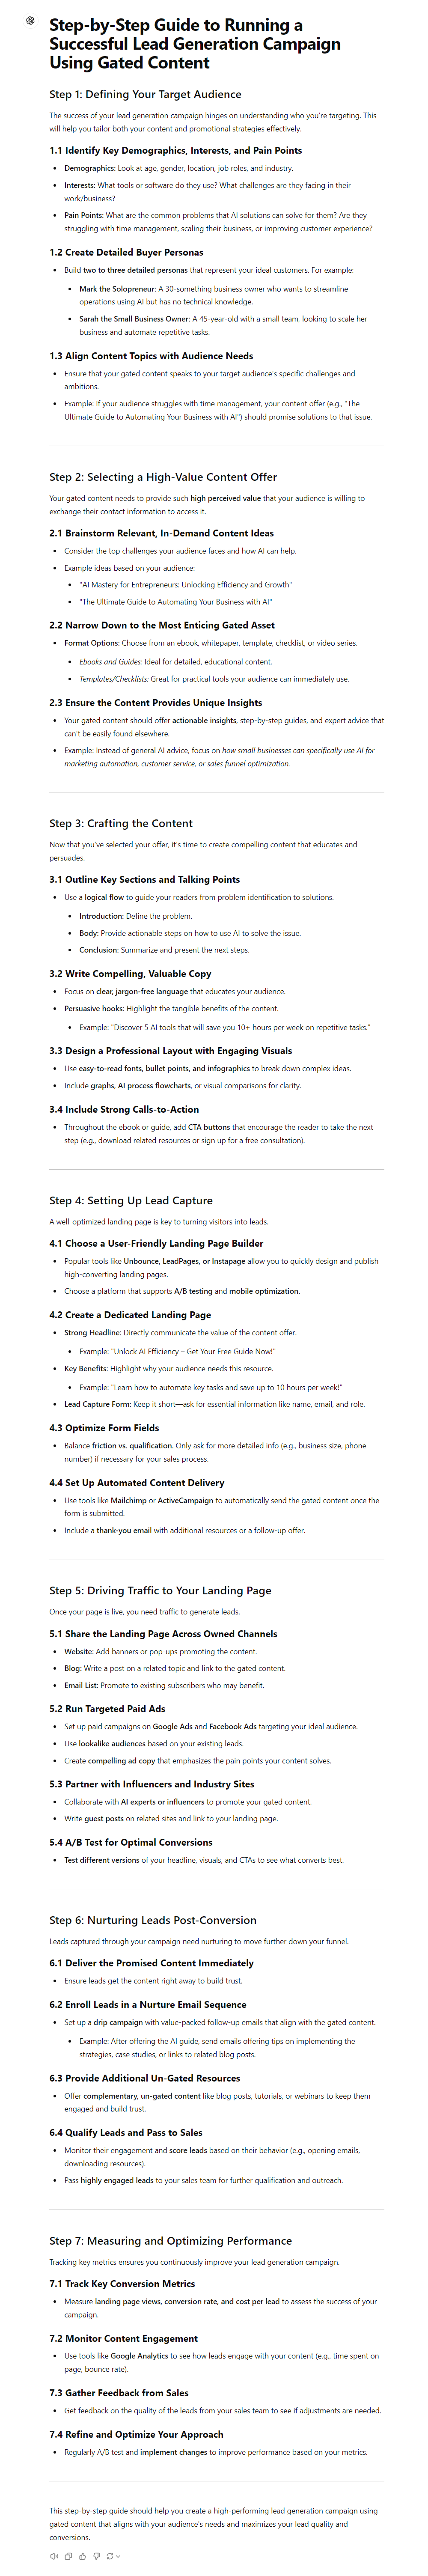 Step-by-Step Guide to Running a
Successful Lead Generation Campaign
Using Gated Content
Step 1: Defining Your Target Audience
The success of your lead generation campaign hinges on understanding who you're targeting. This
will help you tailor both your content and promotional strategies effectively.
1.1 Identify Key Demographics, Interests, and Pain Points
• Demographics: Look at age, gender, location, job roles, and industry.
• Interests: What tools or software do they use? What challenges are they facing in their
work/business?
• Pain Points: What are the common problems that AI solutions can solve for them? Are they
struggling with time management, scaling their business, or improving customer experience?
1.2 Create Detailed Buyer Personas
• Build two to three detailed personas that represent your ideal customers. For example:
• Mark the Solopreneur: A 30-something business owner who wants to streamline
operations using AI but has no technical knowledge.
• Sarah the Small Business Owner: A 45-year-old with a small team, looking to scale her
business and automate repetitive tasks.
1.3 Align Content Topics with Audience Needs
• Ensure that your gated content speaks to your target audience's specific challenges and
ambitions.
• Example: If your audience struggles with time management, your content offer (e.g., "The
Ultimate Guide to Automating Your Business with AI") should promise solutions to that issue.
Step 2: Selecting a High-Value Content Offer
Your gated content needs to provide such high perceived value that your audience is willing to
exchange their contact information to access it.
2.1 Brainstorm Relevant, In-Demand Content Ideas
• Consider the top challenges your audience faces and how AI can help.
• Example ideas based on your audience:
• "AI Mastery for Entrepreneurs: Unlocking Efficiency and Growth"
• "The Ultimate Guide to Automating Your Business with AI"
2.2 Narrow Down to the Most Enticing Gated Asset
• Format Options: Choose from an ebook, whitepaper, template, checklist, or video series.
• Ebooks and Guides: Ideal for detailed, educational content.
• Templates/Checklists: Great for practical tools your audience can immediately use.
2.3 Ensure the Content Provides Unique Insights
• Your gated content should offer actionable insights, step-by-step guides, and expert advice that
can't be easily found elsewhere.
• Example: Instead of general AI advice, focus on how small businesses can specifically use AI for
marketing automation, customer service, or sales funnel optimization.
Step 3: Crafting the Content
Now that you've selected your offer, it's time to create compelling content that educates and
persuades.
3.1 Outline Key Sections and Talking Points
• Use a logical flow to guide your readers from problem identification to solutions.
• Introduction: Define the problem.
• Body: Provide actionable steps on how to use AI to solve the issue.
• Conclusion: Summarize and present the next steps.
3.2 Write Compelling, Valuable Copy
• Focus on clear, jargon-free language that educates your audience.
• Persuasive hooks: Highlight the tangible benefits of the content.
• Example: "Discover 5 AI tools that will save you 10+ hours per week on repetitive tasks."
3.3 Design a Professional Layout with Engaging Visuals
• Use easy-to-read fonts, bullet points, and infographics to break down complex ideas.
• Include graphs, AI process flowcharts, or visual comparisons for clarity.
3.4 Include Strong Calls-to-Action
• Throughout the ebook or guide, add CTA buttons that encourage the reader to take the next
step (e.g., download related resources or sign up for a free consultation).
Step 4: Setting Up Lead Capture
A well-optimized landing page is key to turning visitors into leads.
4.1 Choose a User-Friendly Landing Page Builder
• Popular tools like Unbounce, LeadPages, or Instapage allow you to quickly design and publish
high-converting landing pages.
• Choose a platform that supports A/B testing and mobile optimization.
4.2 Create a Dedicated Landing Page
• Strong Headline: Directly communicate the value of the content offer.
• Example: "Unlock AI Efficiency – Get Your Free Guide Now!"
• Key Benefits: Highlight why your audience needs this resource.
• Example: "Learn how to automate key tasks and save up to 10 hours per week!"
• Lead Capture Form: Keep it short—ask for essential information like name, email, and role.
4.3 Optimize Form Fields
• Balance friction vs. qualification. Only ask for more detailed info (e.g., business size, phone
number) if necessary for your sales process.
4.4 Set Up Automated Content Delivery
• Use tools like Mailchimp or ActiveCampaign to automatically send the gated content once the
form is submitted.
• Include a thank-you email with additional resources or a follow-up offer.
Step 5: Driving Traffic to Your Landing Page
Once your page is live, you need traffic to generate leads.
5.1 Share the Landing Page Across Owned Channels
• Website: Add banners or pop-ups promoting the content.
• Blog: Write a post on a related topic and link to the gated content.
• Email List: Promote to existing subscribers who may benefit.
5.2 Run Targeted Paid Ads
• Set up paid campaigns on Google Ads and Facebook Ads targeting your ideal audience.
• Use lookalike audiences based on your existing leads.
• Create compelling ad copy that emphasizes the pain points your content solves.
5.3 Partner with Influencers and Industry Sites
• Collaborate with AI experts or influencers to promote your gated content.
• Write guest posts on related sites and link to your landing page.
5.4 A/B Test for Optimal Conversions
• Test different versions of your headline, visuals, and CTAs to see what converts best.
Step 6: Nurturing Leads Post-Conversion
Leads captured through your campaign need nurturing to move further down your funnel.
6.1 Deliver the Promised Content Immediately
• Ensure leads get the content right away to build trust.
6.2 Enroll Leads in a Nurture Email Sequence
• Set up a drip campaign with value-packed follow-up emails that align with the gated content.
• Example: After offering the AI guide, send emails offering tips on implementing the
strategies, case studies, or links to related blog posts.
6.3 Provide Additional Un-Gated Resources
• Offer complementary, un-gated content like blog posts, tutorials, or webinars to keep them
engaged and build trust.
6.4 Qualify Leads and Pass to Sales
• Monitor their engagement and score leads based on their behavior (e.g., opening emails,
downloading resources).
• Pass highly engaged leads to your sales team for further qualification and outreach.
Step 7: Measuring and Optimizing Performance
Tracking key metrics ensures you continuously improve your lead generation campaign.
7.1 Track Key Conversion Metrics
• Measure landing page views, conversion rate, and cost per lead to assess the success of your
campaign.
7.2 Monitor Content Engagement
• Use tools like Google Analytics to see how leads engage with your content (e.g., time spent on
page, bounce rate).
7.3 Gather Feedback from Sales
• Get feedback on the quality of the leads from your sales team to see if adjustments are needed.
7.4 Refine and Optimize Your Approach
• Regularly A/B test and implement changes to improve performance based on your metrics.
This step-by-step guide should help you create a high-performing lead generation campaign using
gated content that aligns with your audience's needs and maximizes your lead quality and
conversions.